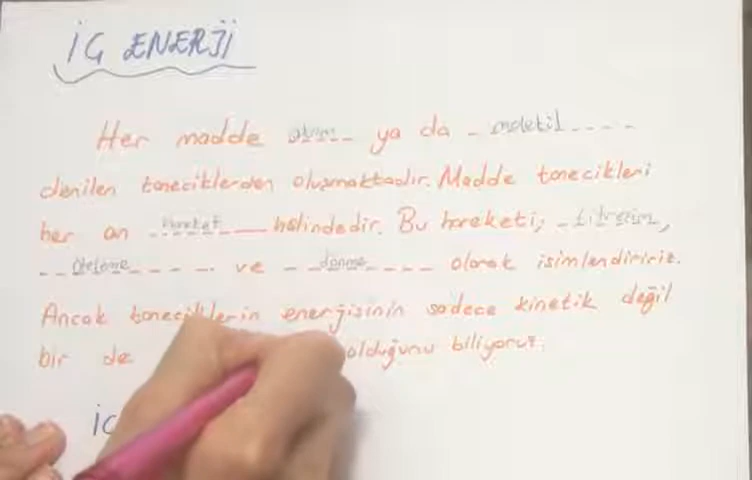 İÇ ENERJİ
Her madde atom ya da molekül
denilen taneciklerden oluşmaktadır. Madde tanecikleri
her an hareket halindedir. Bu hareketi; titreşim,
öteleme ve dönme olarak isimlendiririz.
Ancak taneciklerin enerjisinin sadece kinetik değil
bir de olduğunu biliyoruz.
İÇ